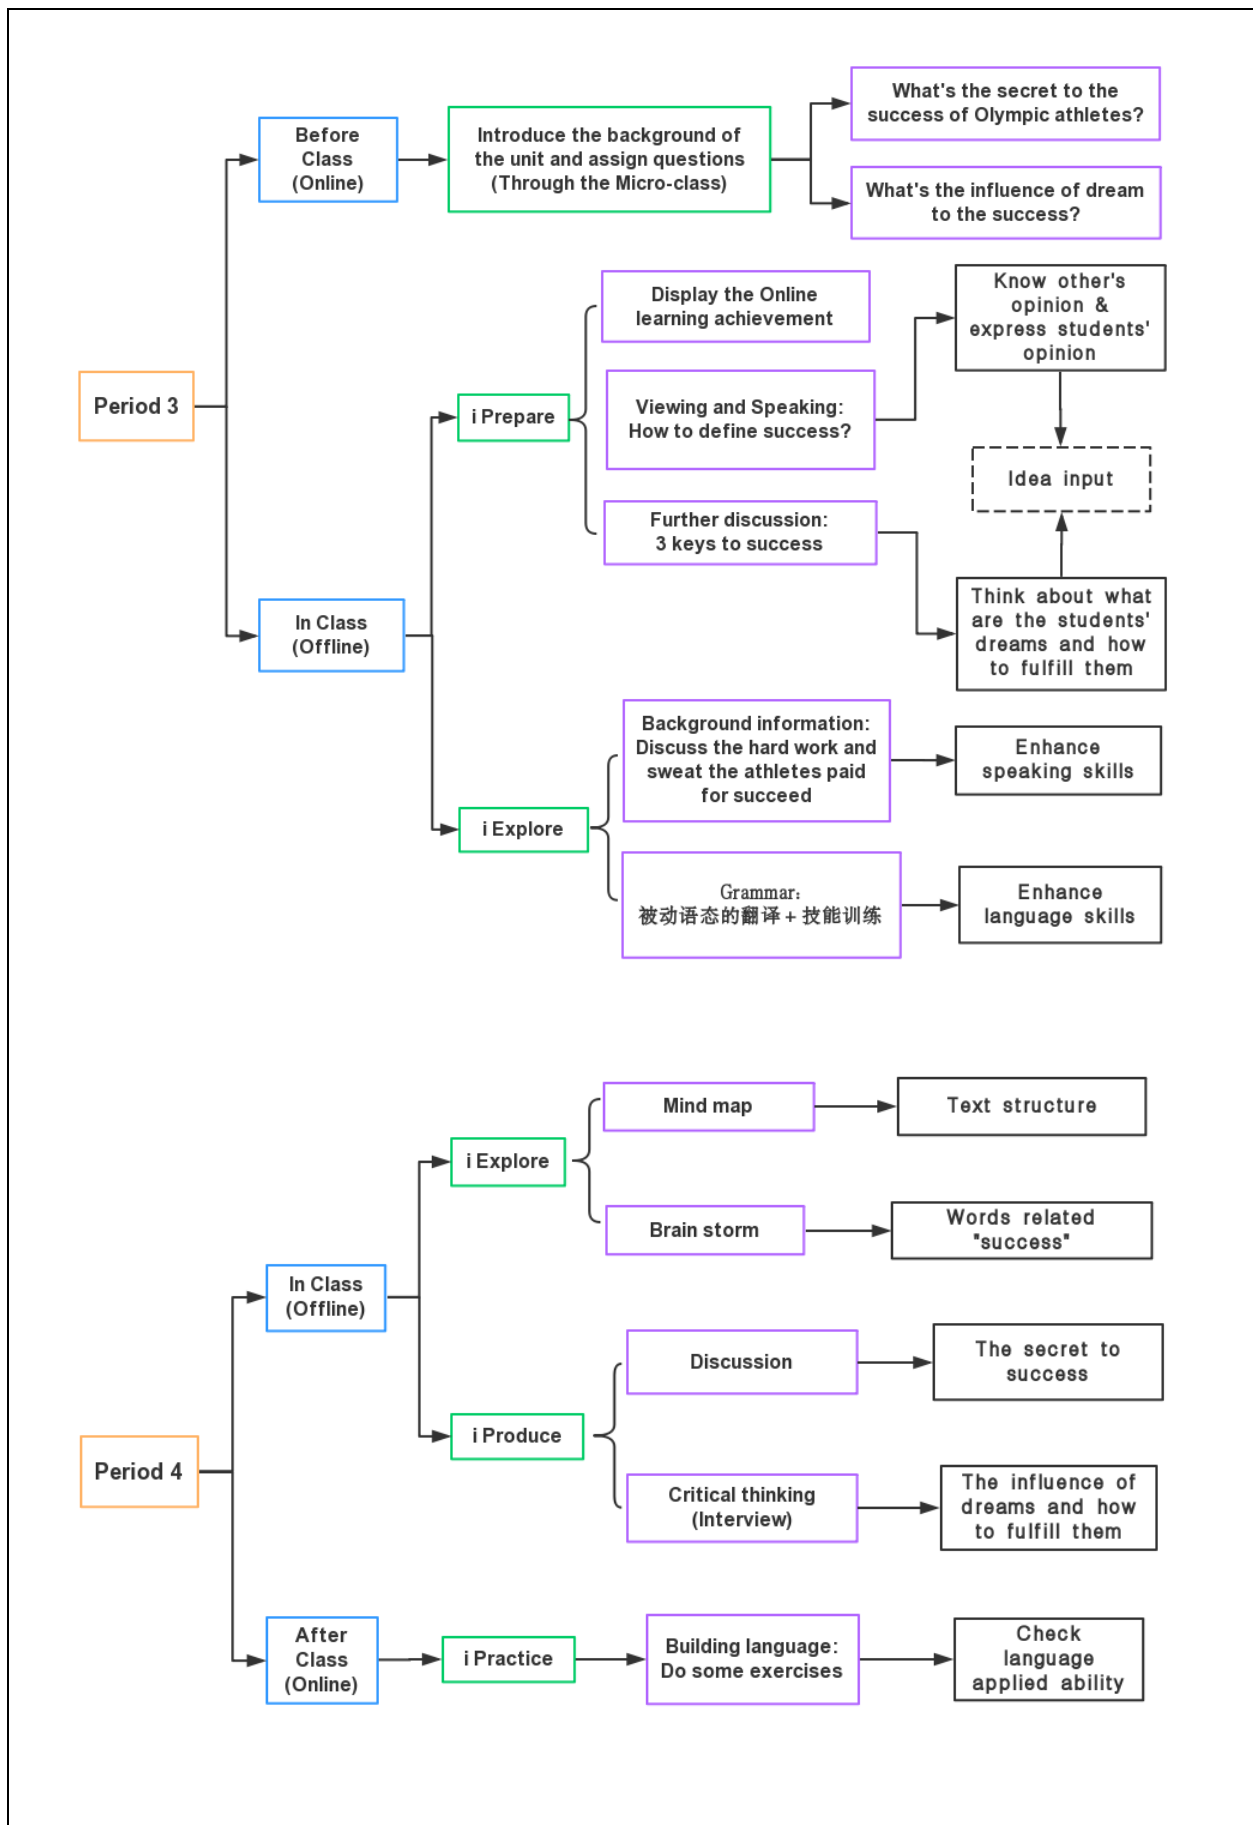 Period 3
Before
Class
(Online)
Introduce the background of
the unit and assign questions
(Through the Micro-class)
What's the secret to the
success of Olympic athletes?
What's the influence of dream
to the success?
In Class
(Offline)
i Prepare
Display the Online
learning achievement
Viewing and Speaking:
How to define success?
Know other's
opinion &
express students'
opinion
Idea input
Further discussion:
3 keys to success
Think about what
are the students'
dreams and how
to fulfill them
i Explore
Background information:
Discuss the hard work and
sweat the athletes paid
for succeed
Enhance
speaking skills
Grammar:
被动语态的翻译+技能训练
Enhance
language skills
Period 4
In Class
(Offline)
i Explore
Mind map
Text structure
Brain storm
Words related
"success"
i Produce
Discussion
The secret to
success
Critical thinking
(Interview)
The influence of
dreams and how
to fulfill them
After
Class
(Online)
i Practice
Building language:
Do some exercises
Check
language
applied ability